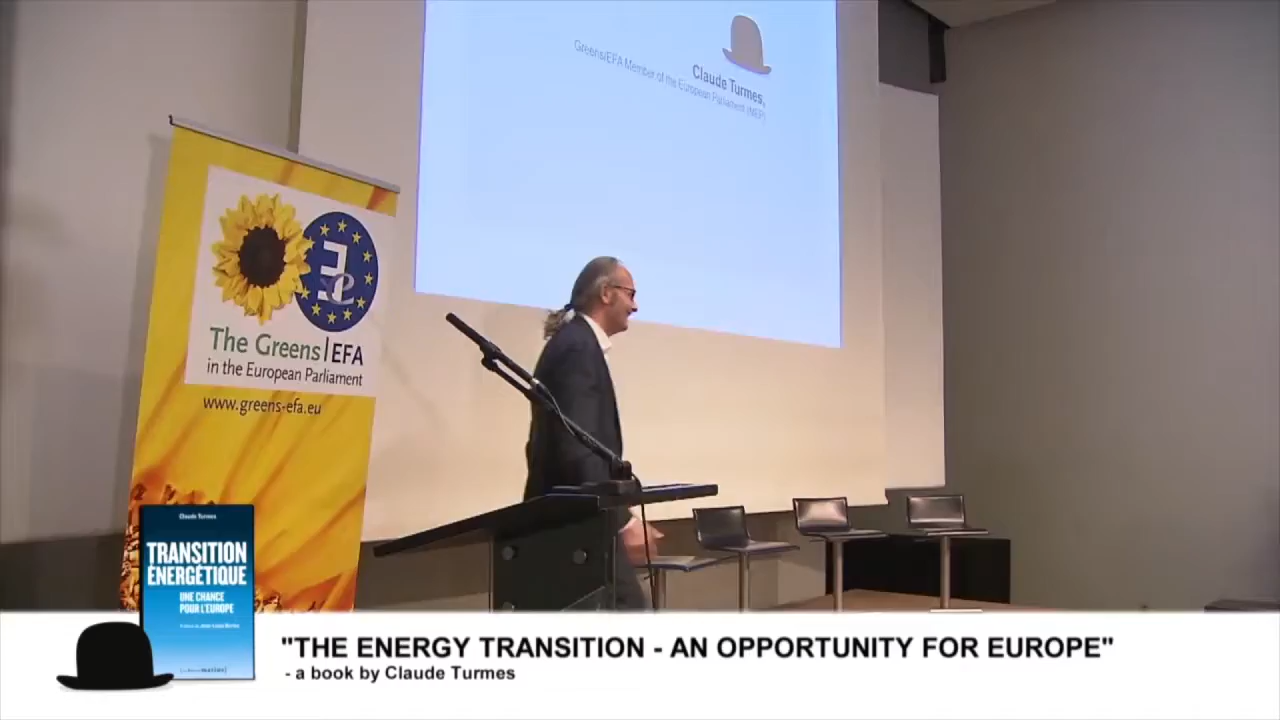 Claude Turmes,
Greens/EFA Member of the European Parliament (MEP)
The Greens | EFA
in the European Parliament
www.greens-efa.eu
Claude Turmes
TRANSITION
ÉNERGÉTIQUE
UNE CHANCE
POUR L'EUROPE
"THE ENERGY TRANSITION - AN OPPORTUNITY FOR EUROPE"
- a book by Claude Turmes